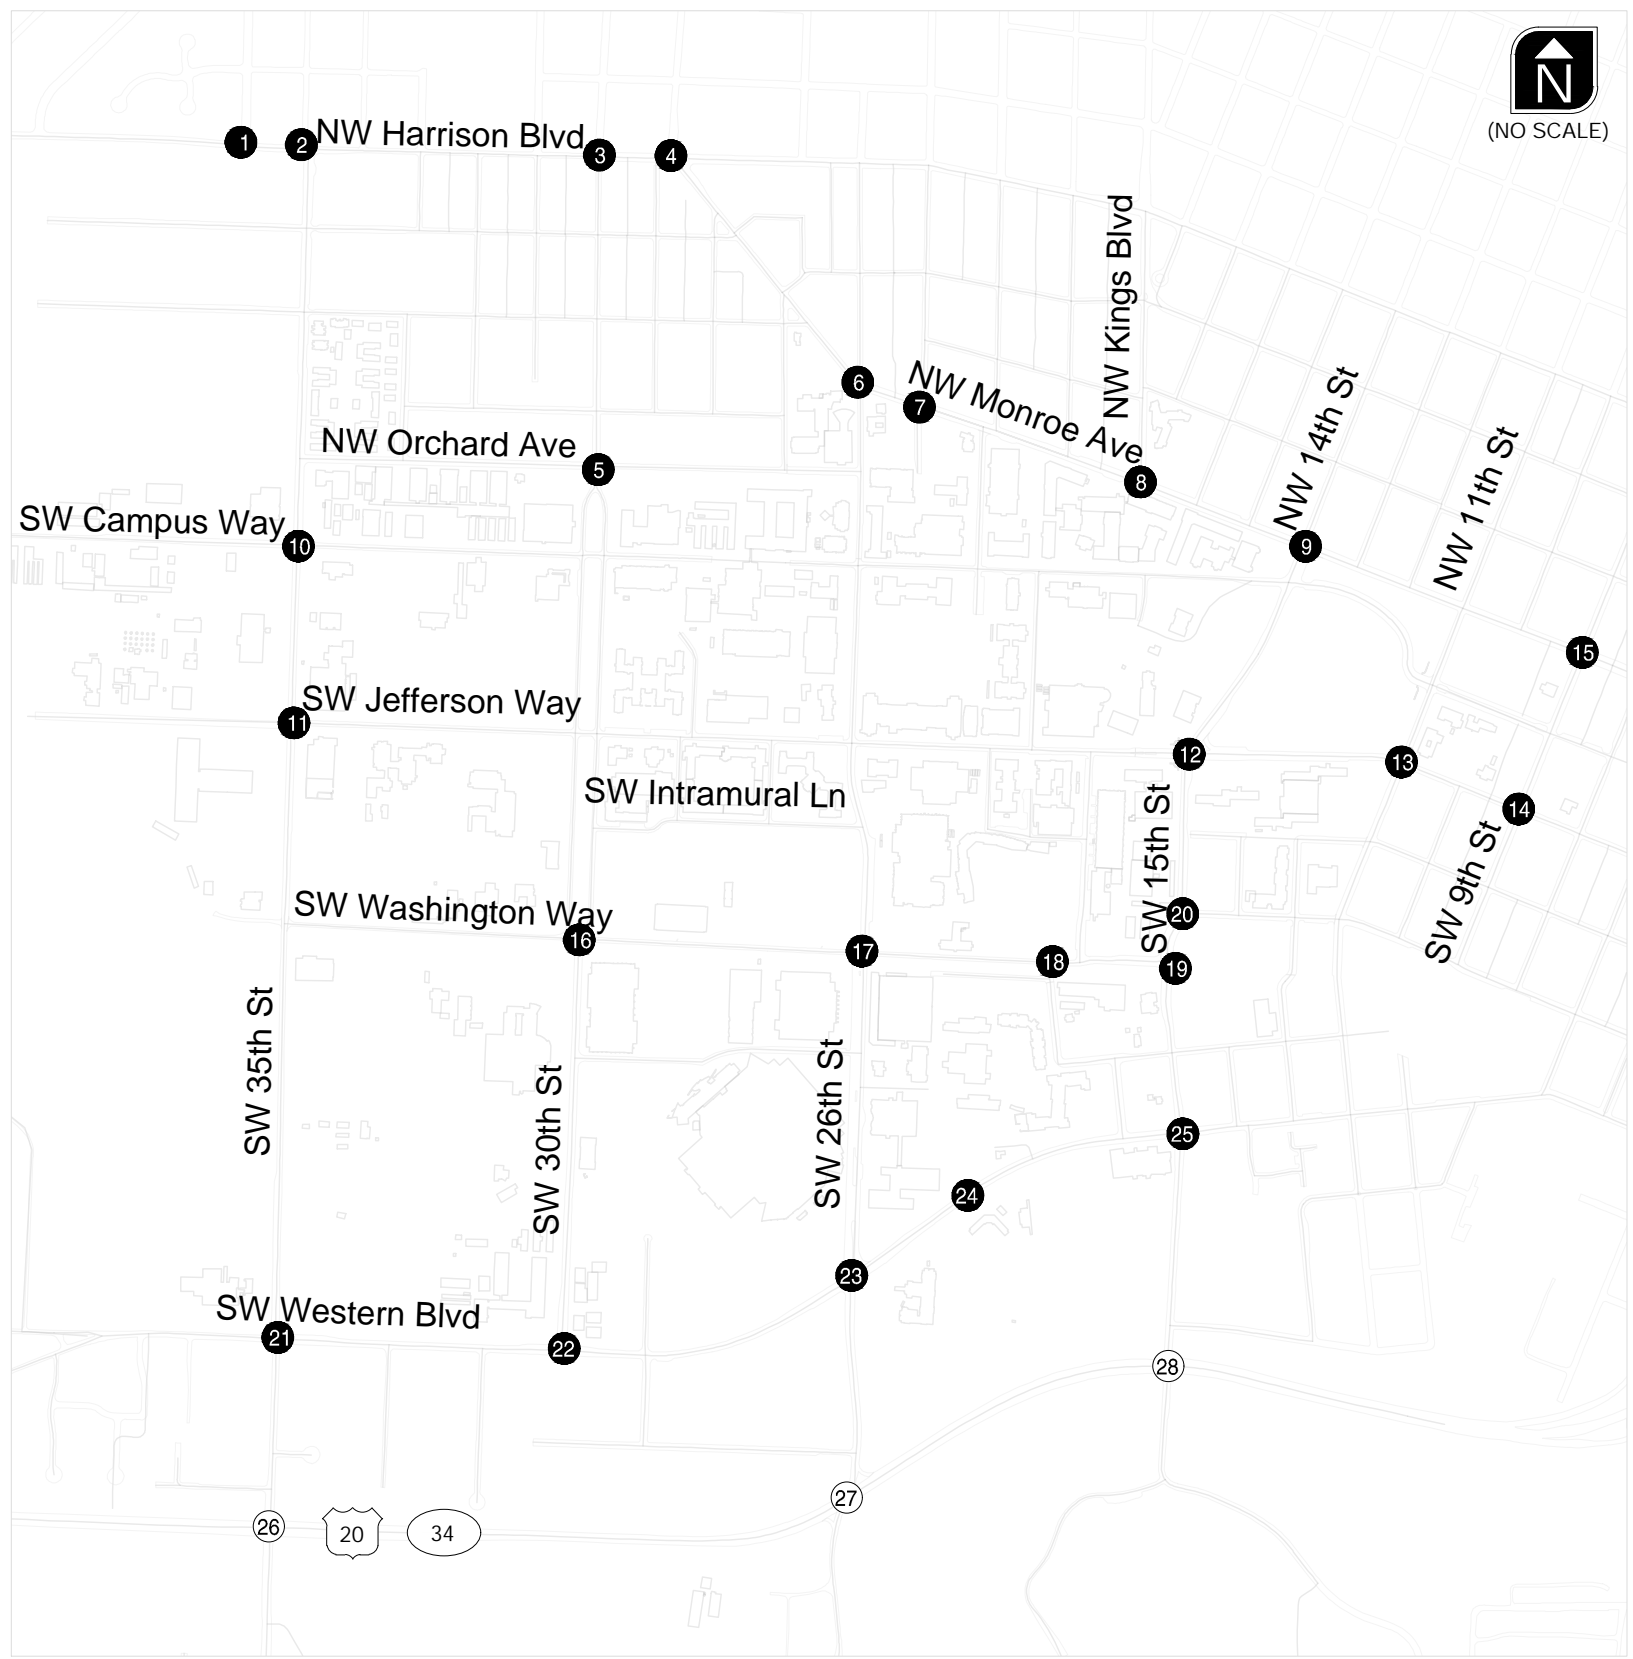 N
(NO SCALE)
1
2
NW Harrison Blvd
3
4
NW Kings Blvd
6
NW Monroe Ave
7
NW 14th St
NW 11th St
NW Orchard Ave
5
8
SW Campus Way
10
9
15
SW Jefferson Way
11
12
13
SW Intramural Ln
SW 15th St
14
SW 9th St
SW Washington Way
16
17
18
20
19
SW 35th St
SW 30th St
SW 26th St
25
24
23
SW Western Blvd
21
22
28
27
26
20
34